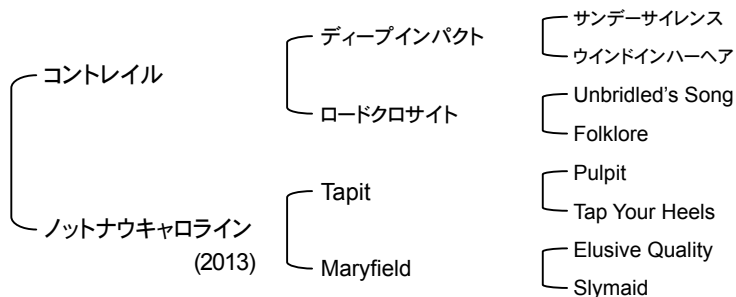 コントレイル
ノットナウキャロライン
(2013)
ディープインパクト
ロードクロサイト
Tapit
Maryfield
サンデーサイレンス
ウインドインハーヘア
Unbridled's Song
Folklore
Pulpit
Tap Your Heels
Elusive Quality
Slymaid